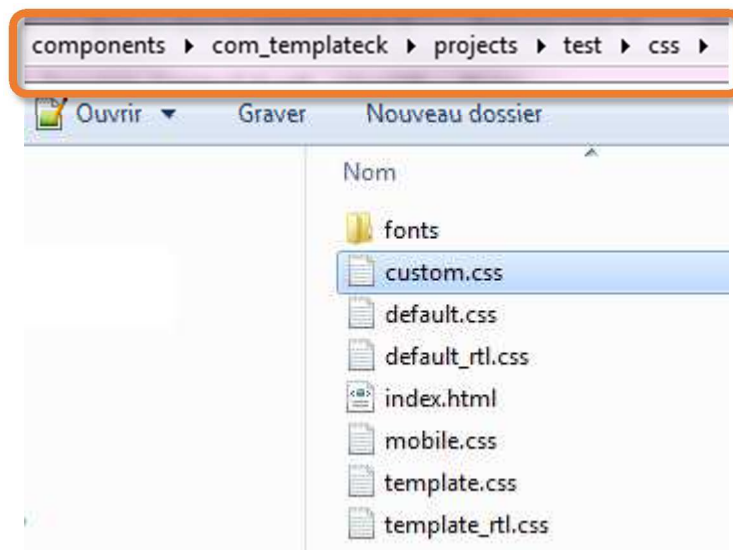 components ▸ com_templateck ▸ projects ▸ test ▸ css ▸
Ouvrir ▾ Graver Nouveau dossier
Nom
fonts
custom.css
default.css
default_rtl.css
index.html
mobile.css
template.css
template_rtl.css